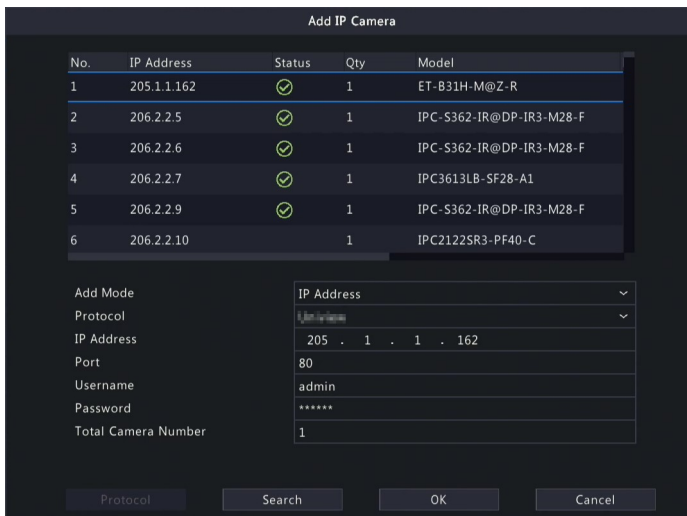 Add IP Camera
No. IP Address Status Qty Model
1 205.1.1.162 1 ET-B31H-M@Z-R
2 206.2.2.5 1 IPC-S362-IR@DP-IR3-M28-F
3 206.2.2.6 1 IPC-S362-IR@DP-IR3-M28-F
4 206.2.2.7 1 IPC3613LB-SF28-A1
5 206.2.2.9 1 IPC-S362-IR@DP-IR3-M28-F
6 206.2.2.10 1 IPC2122SR3-PF40-C
Add Mode IP Address
Protocol
IP Address 205 . 1 . 1 . 162
Port 80
Username admin
Password ******
Total Camera Number 1
Protocol Search OK Cancel